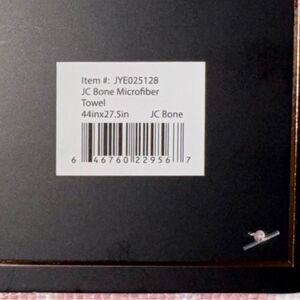 Item #: JYE025128
JC Bone Microfiber
Towel
44inx27.5in JC Bone
6 46760 22956 7